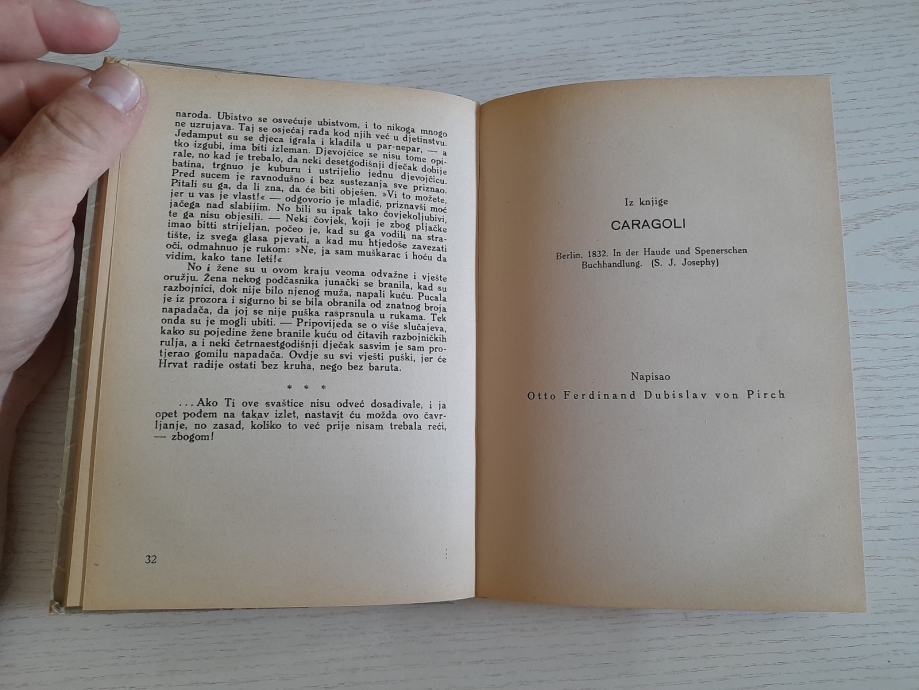 naroda. Ubistvo se osvećuje ubistvom, i to nikoga mnogo
ne uzrujava. Taj se osjećaj rađa kod njih već u djetinstvu.
Jedamput su se djeca igrala i kladila u par-nepar, — a
tko izgubi, ima biti izleman. Djevojčice se nisu tome opi-
rale, no kad je trebalo, da neki desetgodišnji dječak dobije
batina, trgnuo je kuburu i ustrijelio jednu djevojčicu.
Pred sucem je ravnodušno i bez sustezanja sve priznao.
Pitali su ga, da li zna, da će biti obješen. »Vi to možete,
jer u vas je vlast!« — odgovorio je mladić, priznavši moć
jačega nad slabijim. No bili su ipak tako čovjekoljubivi,
te ga nisu objesili. — Neki čovjek, koji je zbog pljačke
imao biti strijeljan, počeo je, kad su ga vodili na stra-
tište, iz svega glasa pjevati, a kad mu htjedoše zavezati
oči, odmahnuo je rukom: »Ne, ja sam muškarac i hoću da
vidim, kako tane leti!«
No i žene su u ovom kraju veoma odvažne i vješte
oružju. Žena nekog podčasnika junački se branila, kad su
razbojnici, dok nije bilo njenog muža, napali kuću. Pucala
je iz prozora i sigurno bi se bila obranila od znatnog broja
napadača, da joj se nije puška rasprsnula u rukama. Tek
onda su je mogli ubiti. — Pripovijeda se o više slučajeva,
kako su pojedine žene branile kuću od čitavih razbojničkih
rulja, a i neki četrnaestgodišnji dječak sasvim je sam pro-
tjerao gomilu napadača. Ovdje su svi vješti puški, jer će
Hrvat radije ostati bez kruha, nego bez baruta.
* * *
...Ako Ti ove svaštice nisu odveć dosadivale, i ja
opet pođem na takav izlet, nastavit ću možda ovo čavr-
ljanje, no zasad, koliko to već prije nisam trebala reći,
— zbogom!
32
Iz knjige
CARAGOLI
Berlin. 1832. In der Haude und Spenerschen
Buchhandlung. (S. J. Josephy)
Napisao
Otto Ferdinand Dubislav von Pirch